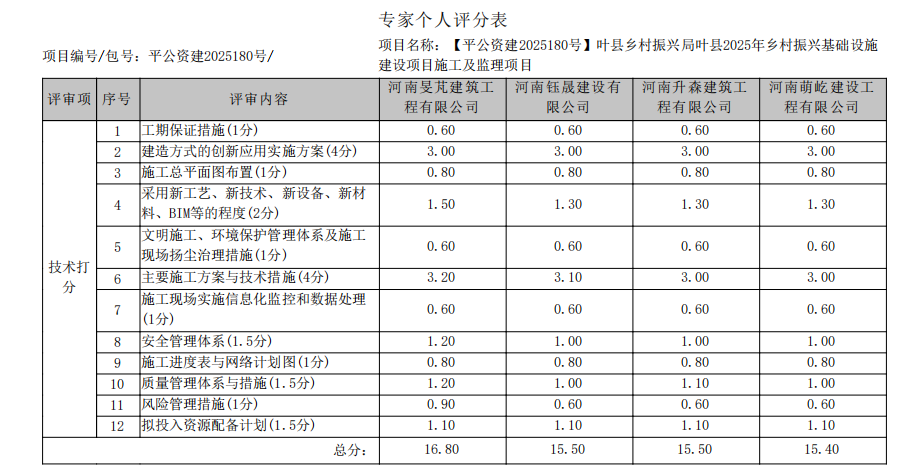 专家个人评分表
项目编号/包号：平公资建2025180号/
项目名称：【平公资建2025180号】叶县乡村振兴局叶县2025年乡村振兴基础设施
建设项目施工及监理项目
评审项 序号 评审内容 河南旻芃建筑工 河南钰晟建设有 河南升森建筑工 河南萌屹建设工
程有限公司 限公司 程有限公司 程有限公司
技术打
分
1 工期保证措施(1分) 0.60 0.60 0.60 0.60
2 建造方式的创新应用实施方案(4分) 3.00 3.00 3.00 3.00
3 施工总平面图布置(1分) 0.80 0.80 0.80 0.80
4 采用新工艺、新技术、新设备、新材 1.50 1.30 1.30 1.30
料、BIM等的程度(2分)
5 文明施工、环境保护管理体系及施工 0.60 0.60 0.60 0.60
现场扬尘治理措施(1分)
6 主要施工方案与技术措施(4分) 3.20 3.10 3.00 3.00
7 施工现场实施信息化监控和数据处理 0.60 0.60 0.60 0.60
(1分)
8 安全管理体系(1.5分) 1.20 1.00 1.00 1.00
9 施工进度表与网络计划图(1分) 0.80 0.80 0.80 0.80
10 质量管理体系与措施(1.5分) 1.20 1.00 1.10 1.00
11 风险管理措施(1分) 0.90 0.60 0.60 0.60
12 拟投入资源配备计划(1.5分) 1.10 1.10 1.10 1.10
总分： 16.80 15.50 15.50 15.40